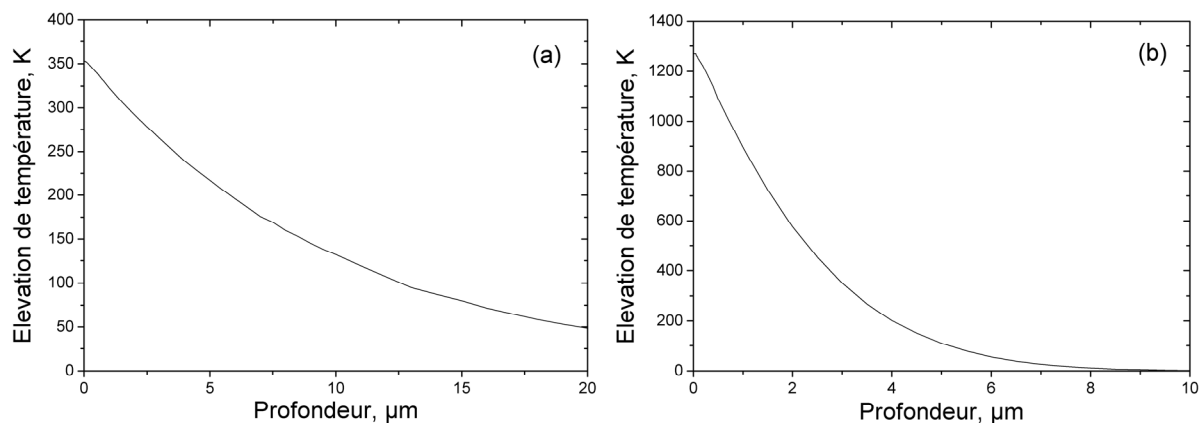 (a)
Elevation de température, K
400
350
300
250
200
150
100
50
0
0 5 10 15 20
Profondeur, µm
(b)
Elevation de température, K
1400
1200
1000
800
600
400
200
0
0 2 4 6 8 10
Profondeur, µm